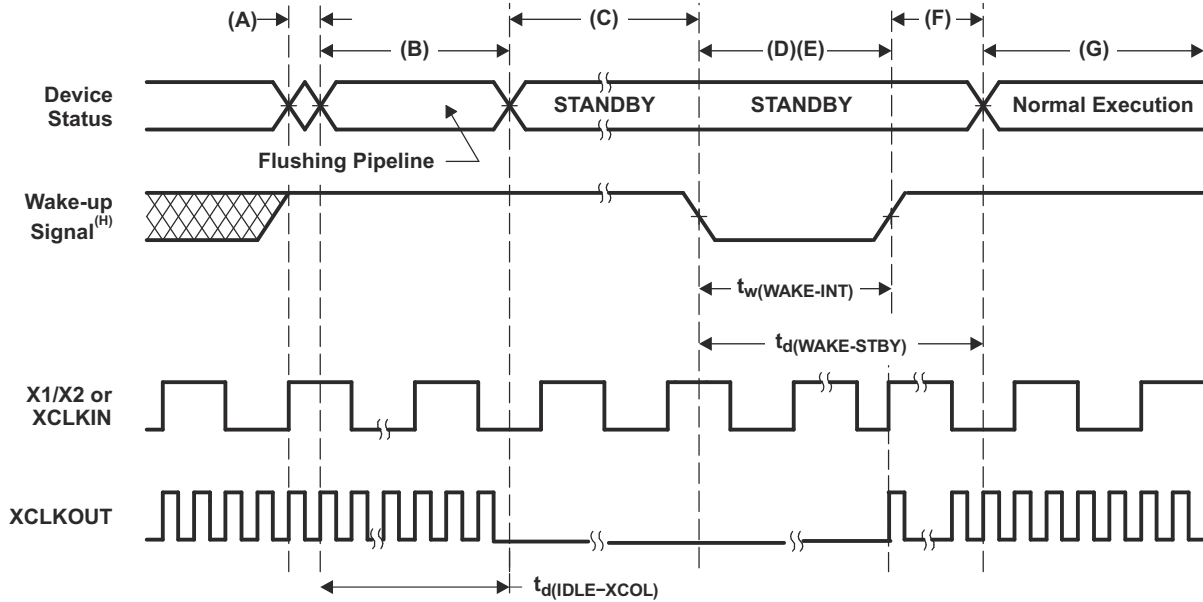 (A)
(C)
(F)
(B)
(D)(E)
(G)
Device
Status
STANDBY
STANDBY
Normal Execution
Flushing Pipeline
Wake-up
Signal(H)
tw(WAKE-INT)
td(WAKE-STBY)
X1/X2 or
XCLKIN
XCLKOUT
td(IDLE−XCOL)